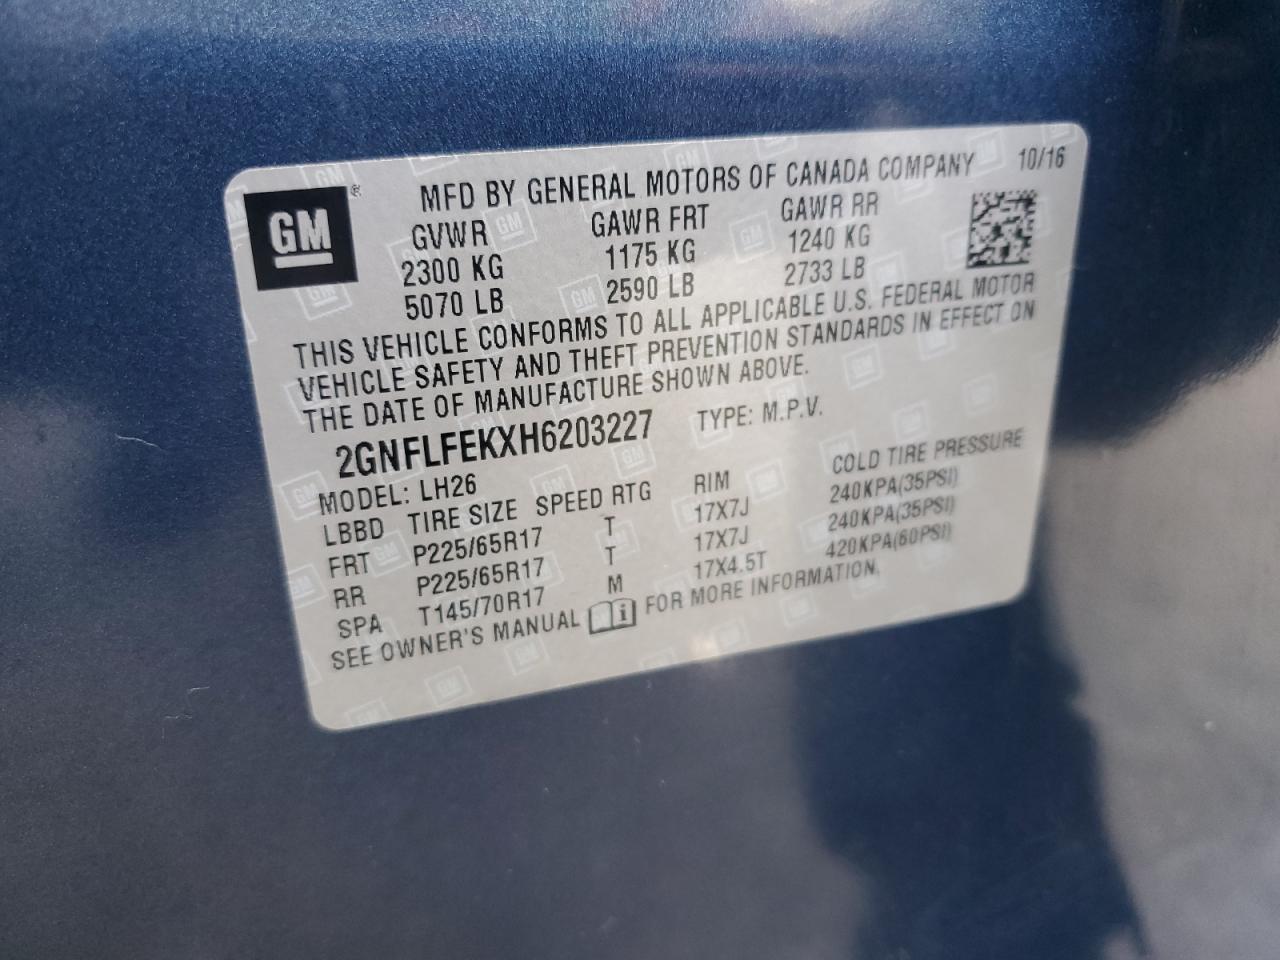 GM ® MFD BY GENERAL MOTORS OF CANADA COMPANY 10/16
GVWR GAWR FRT GAWR RR
2300 KG 1175 KG 1240 KG
5070 LB 2590 LB 2733 LB
THIS VEHICLE CONFORMS TO ALL APPLICABLE U.S. FEDERAL MOTOR
VEHICLE SAFETY AND THEFT PREVENTION STANDARDS IN EFFECT ON
THE DATE OF MANUFACTURE SHOWN ABOVE.
2GNFLFEKXH6203227 TYPE: M.P.V.
MODEL: LH26
LBBD TIRE SIZE SPEED RTG RIM COLD TIRE PRESSURE
FRT P225/65R17 T 17X7J 240KPA(35PSI)
RR P225/65R17 T 17X7J 240KPA(35PSI)
SPA T145/70R17 M 17X4.5T 420KPA(60PSI)
SEE OWNER'S MANUAL i FOR MORE INFORMATION.